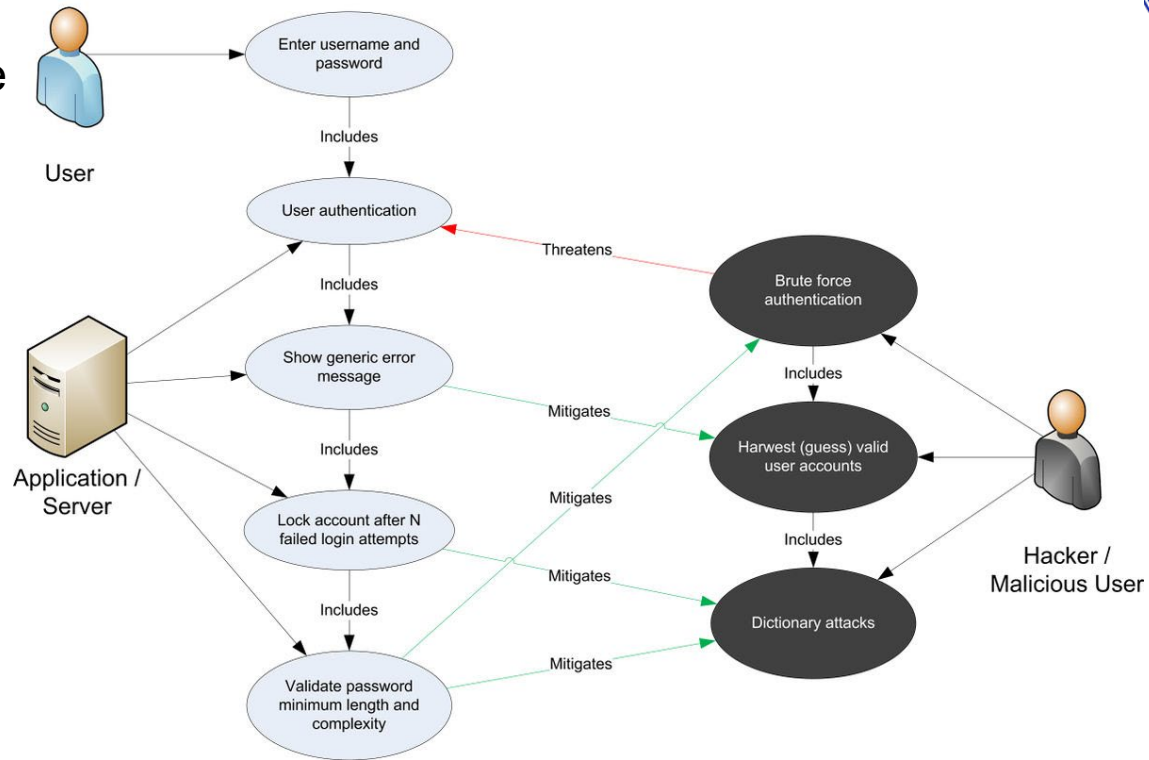 e
User
Enter username and
password
Includes
User authentication
Includes
Threatens
Show generic error
message
Includes
Mitigates
Lock account after N
failed login attempts
Includes
Mitigates
Mitigates
Validate password
minimum length and
complexity
Mitigates
Application /
Server
Brute force
authentication
Includes
Harwest (guess) valid
user accounts
Includes
Dictionary attacks
Hacker /
Malicious User